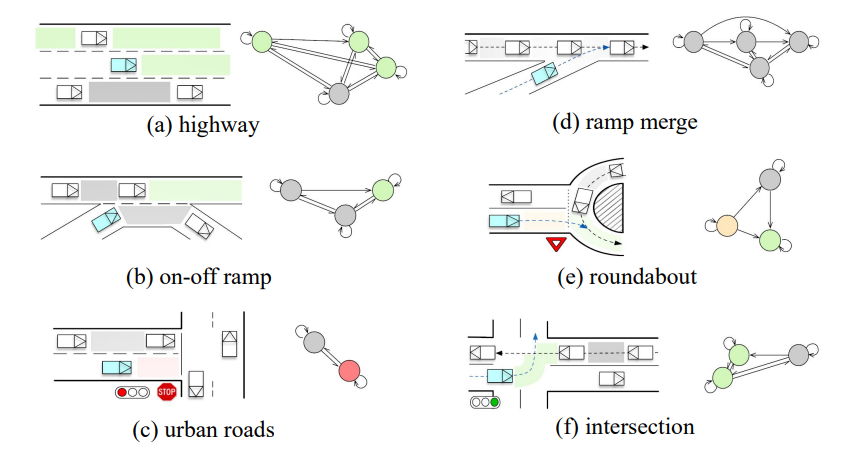 (a) highway
(d) ramp merge
(b) on-off ramp
(e) roundabout
STOP
(c) urban roads
(f) intersection